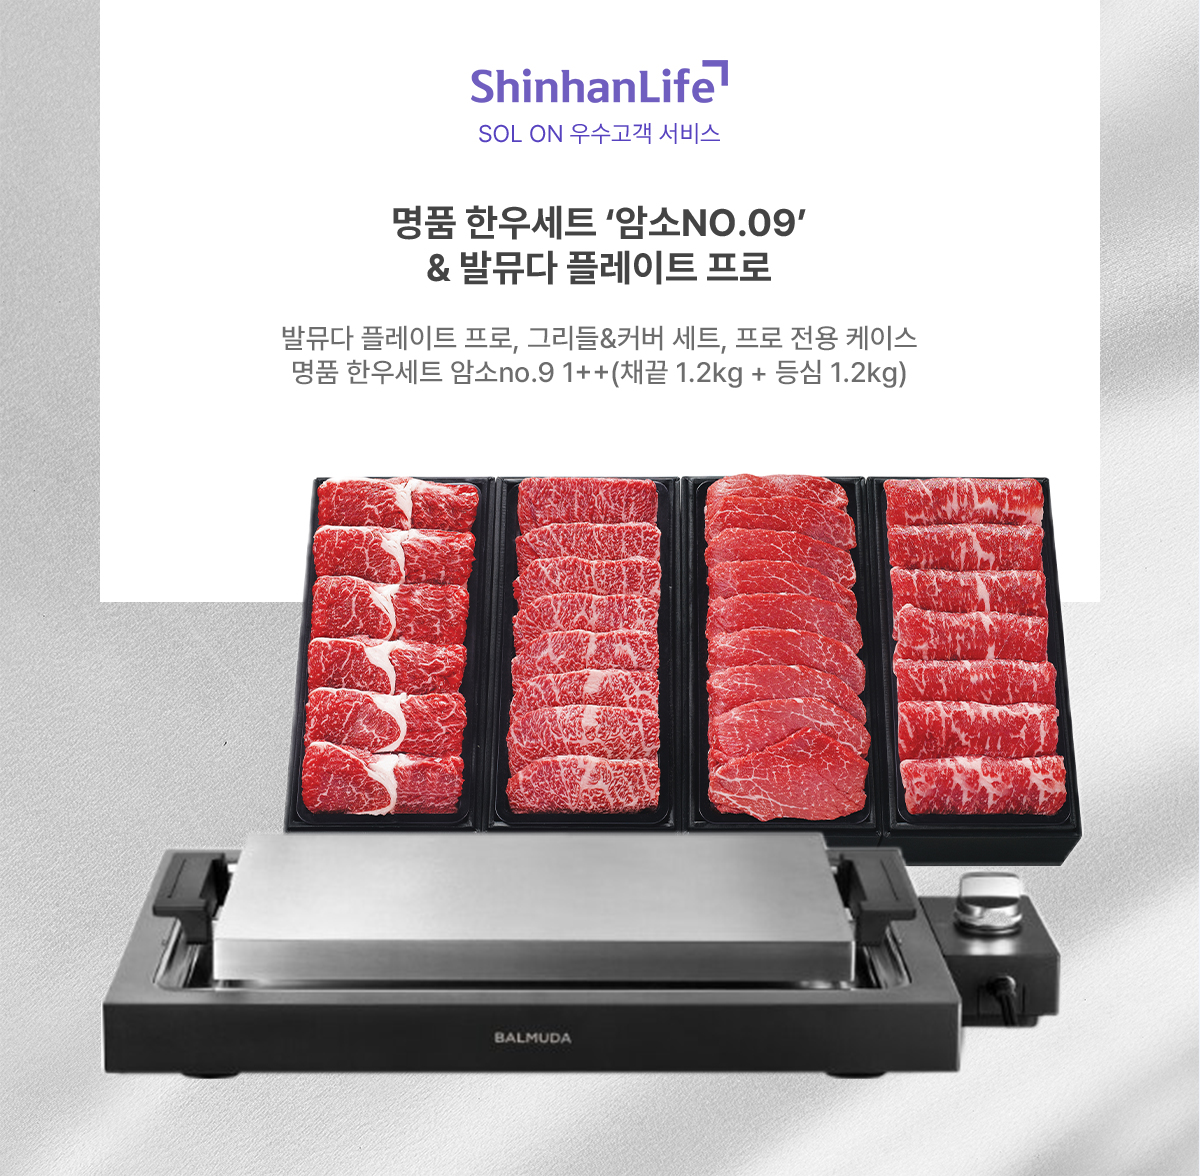 ShinhanLife
SOL ON 우수고객 서비스
명품 한우세트 ‘암소NO.09’
& 발뮤다 플레이트 프로
발뮤다 플레이트 프로, 그리들&커버 세트, 프로 전용 케이스
명품 한우세트 암소no.9 1++(채끝 1.2kg + 등심 1.2kg)
BALMUDA